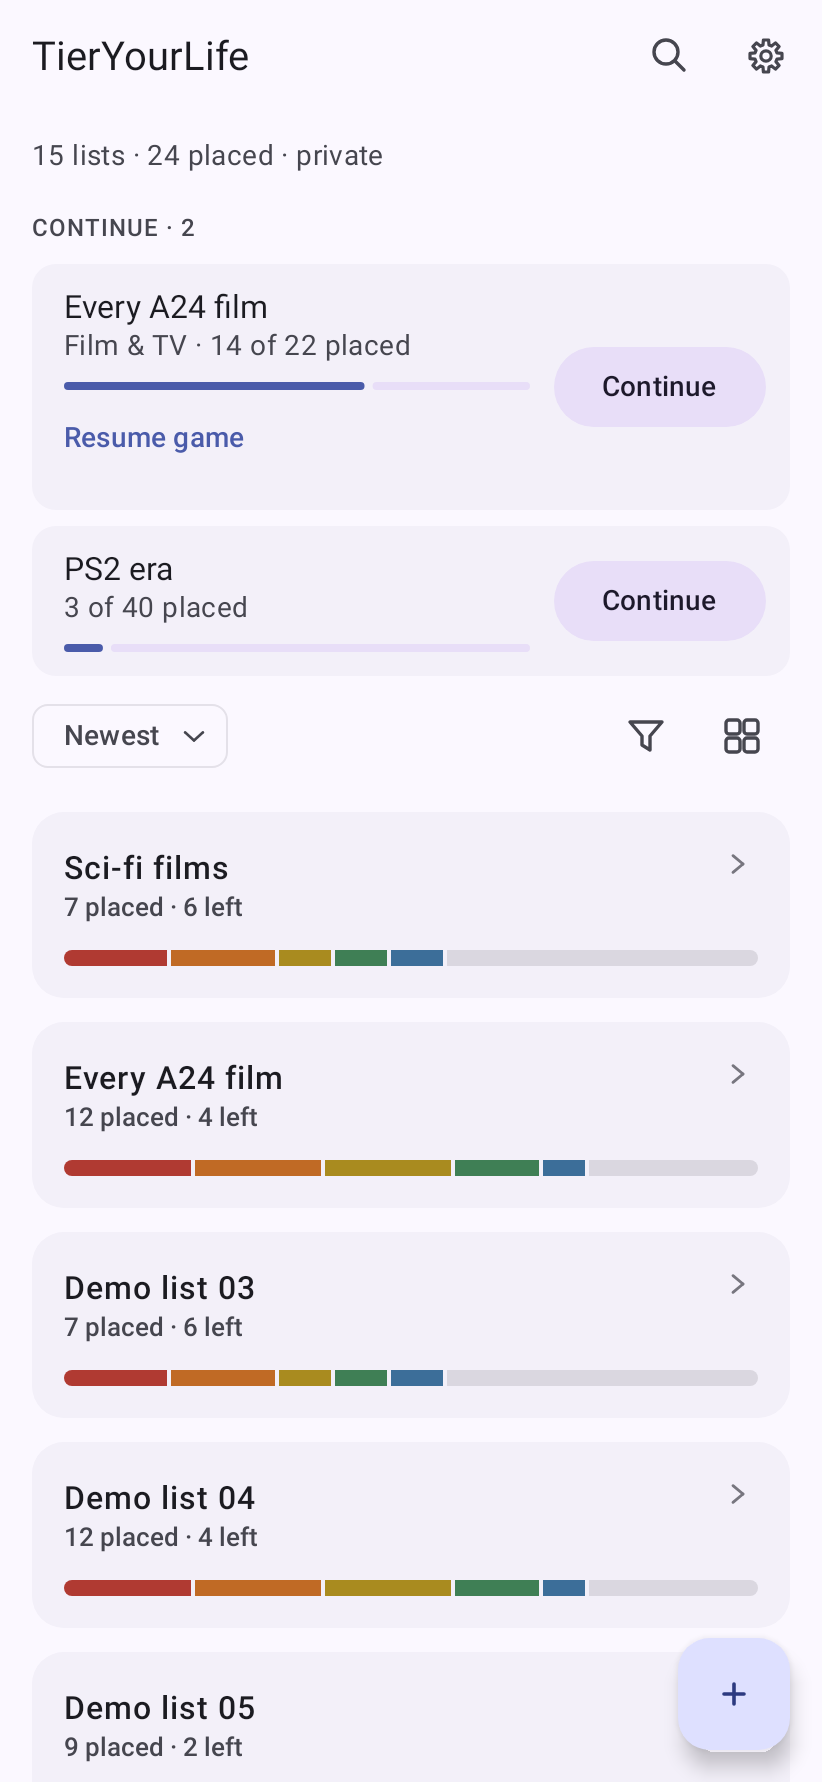 TierYourLife
15 lists · 24 placed · private
CONTINUE · 2
Every A24 film
Film & TV · 14 of 22 placed
Continue
Resume game
PS2 era
3 of 40 placed
Continue
Newest
Sci-fi films
7 placed · 6 left
Every A24 film
12 placed · 4 left
Demo list 03
7 placed · 6 left
Demo list 04
12 placed · 4 left
Demo list 05
9 placed · 2 left